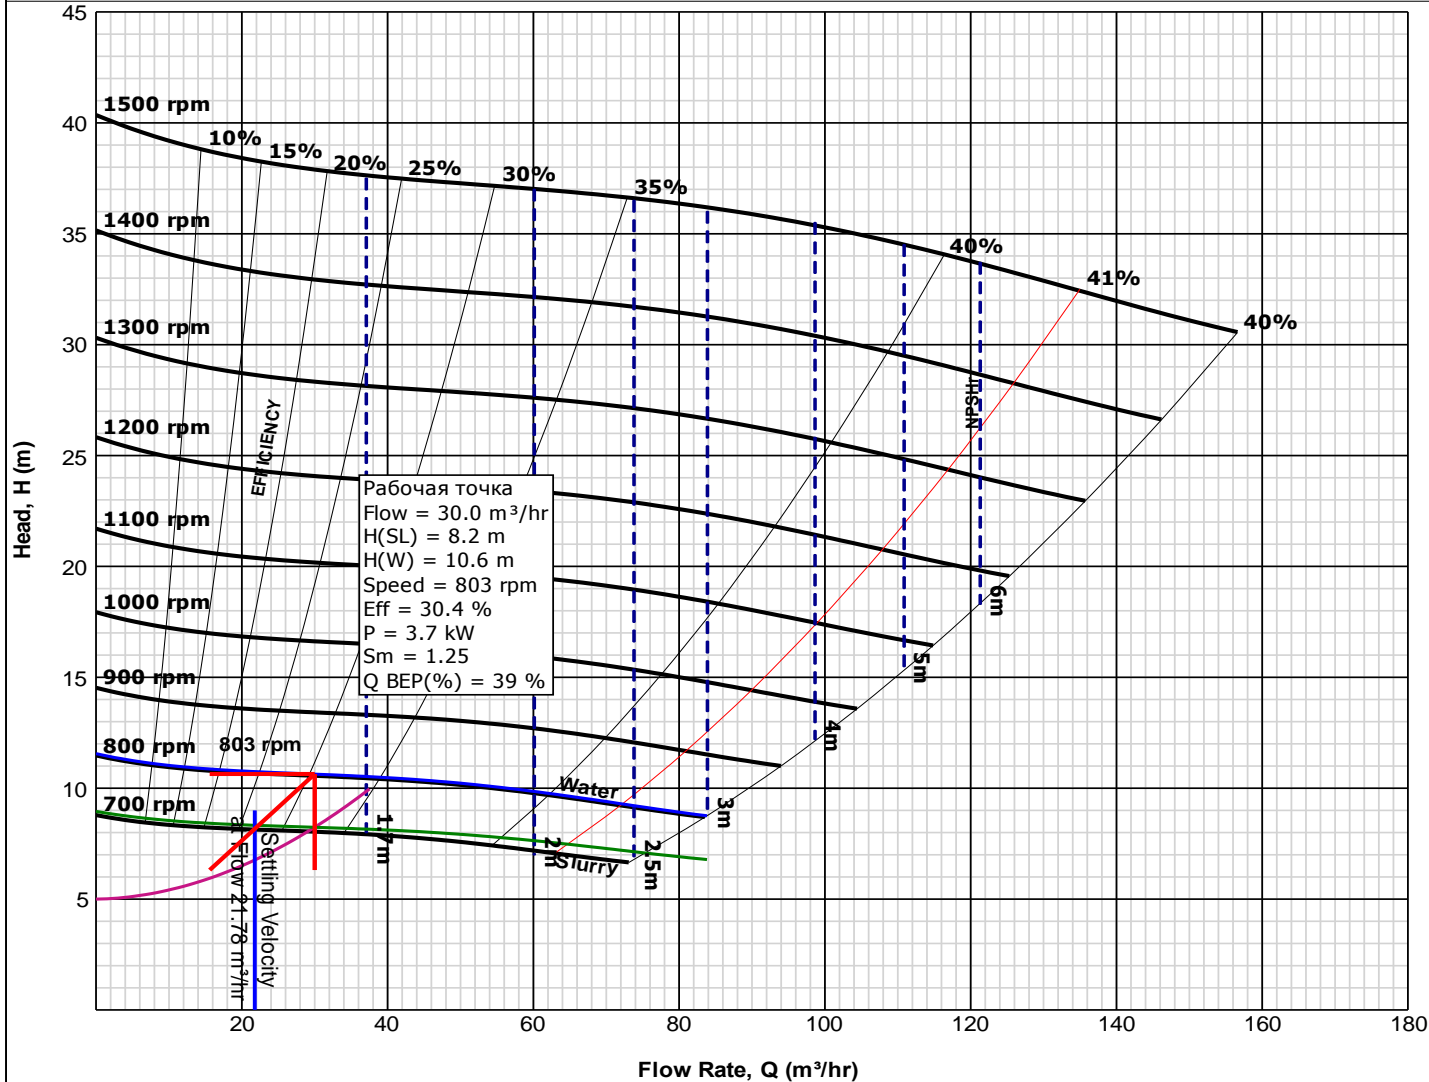 45
40
35
30
25
20
15
10
5
Head, H (m)
1500 rpm
1400 rpm
1300 rpm
1200 rpm
1100 rpm
1000 rpm
900 rpm
800 rpm
700 rpm
803 rpm
10%
15%
20%
25%
30%
35%
40%
41%
40%
EFFICIENCY
NPSHr
Рабочая точка
Flow = 30.0 m³/hr
H(SL) = 8.2 m
H(W) = 10.6 m
Speed = 803 rpm
Eff = 30.4 %
P = 3.7 kW
Sm = 1.25
Q BEP(%) = 39 %
Water
Slurry
1.7m
2m
2.5m
3m
4m
5m
6m
Settling Velocity
at Flow 21.78 m³/hr
20
40
60
80
100
120
140
160
180
Flow Rate, Q (m³/hr)